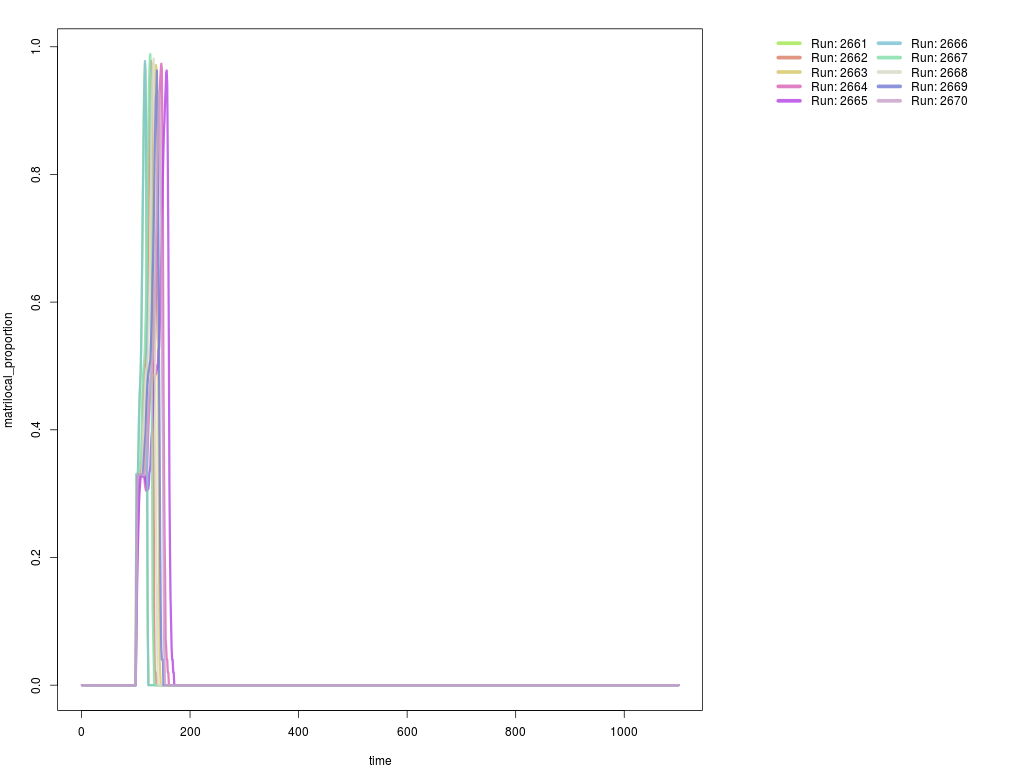 matrilocal_proportion
1.0
0.8
0.6
0.4
0.2
0.0
0 200 400 600 800 1000
time
Run: 2661 Run: 2666
Run: 2662 Run: 2667
Run: 2663 Run: 2668
Run: 2664 Run: 2669
Run: 2665 Run: 2670